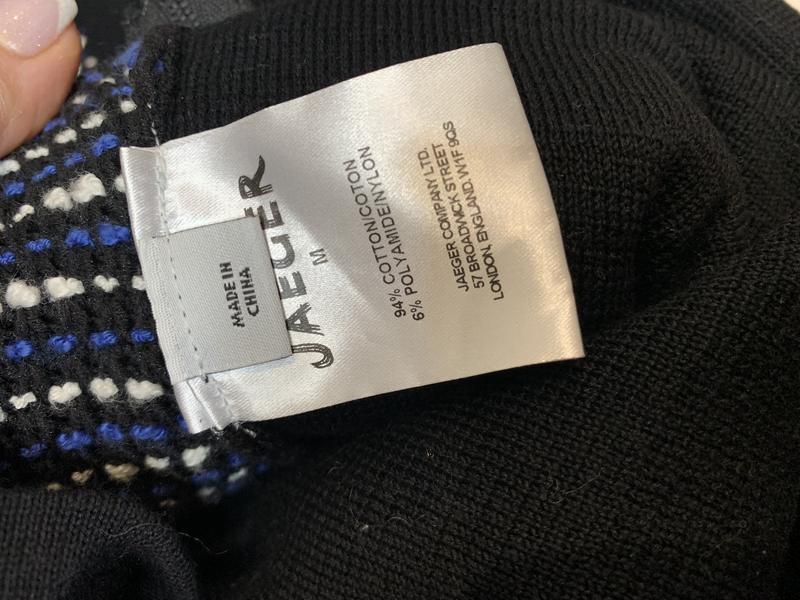 JAEGER
MADE IN
CHINA
M
94% COTTON/COTON
6% POLYAMIDE/NYLON
JAEGER COMPANY LTD.
57 BROADWICK STREET
LONDON, ENGLAND. W1F 9QS